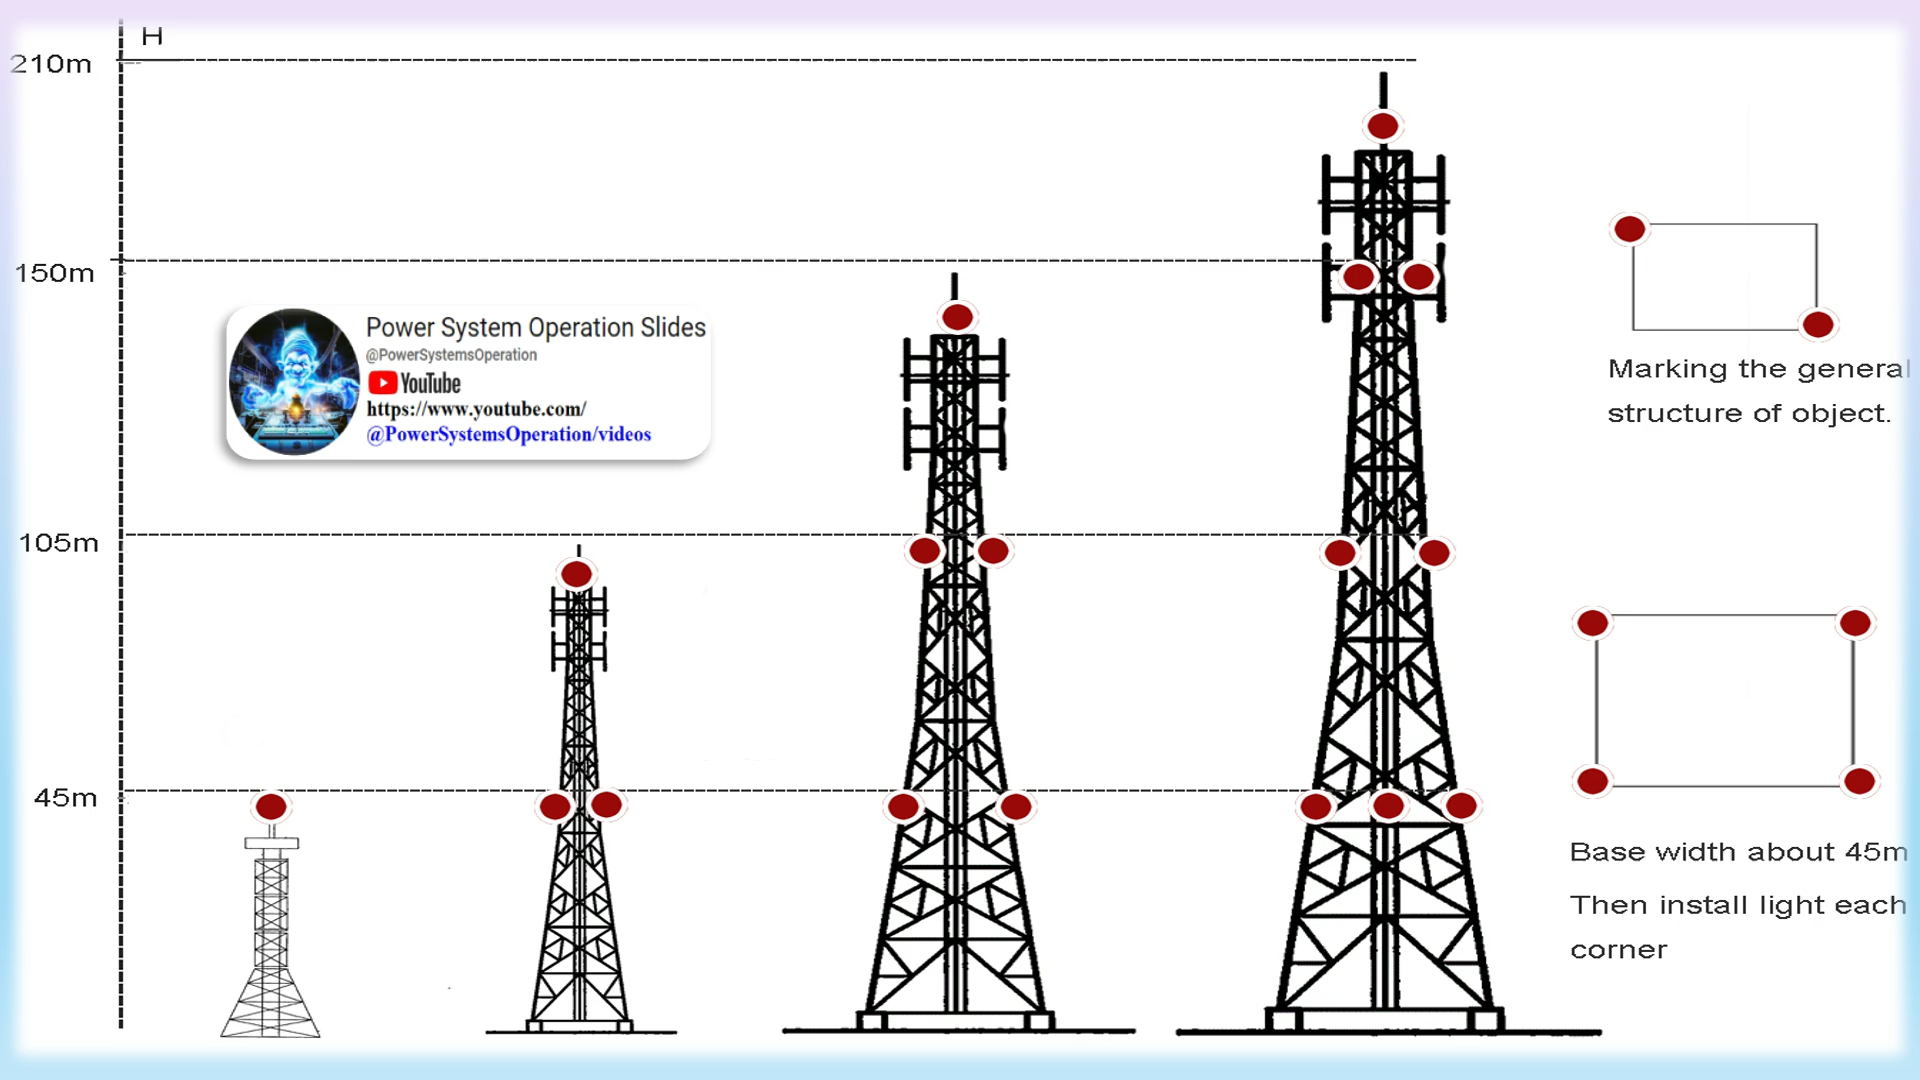 H
210m
150m
105m
45m
Power System Operation Slides
@PowerSystemsOperation
YouTube
https://www.youtube.com/
@PowerSystemsOperation/videos
Marking the general
structure of object.
Base width about 45m
Then install light each
corner